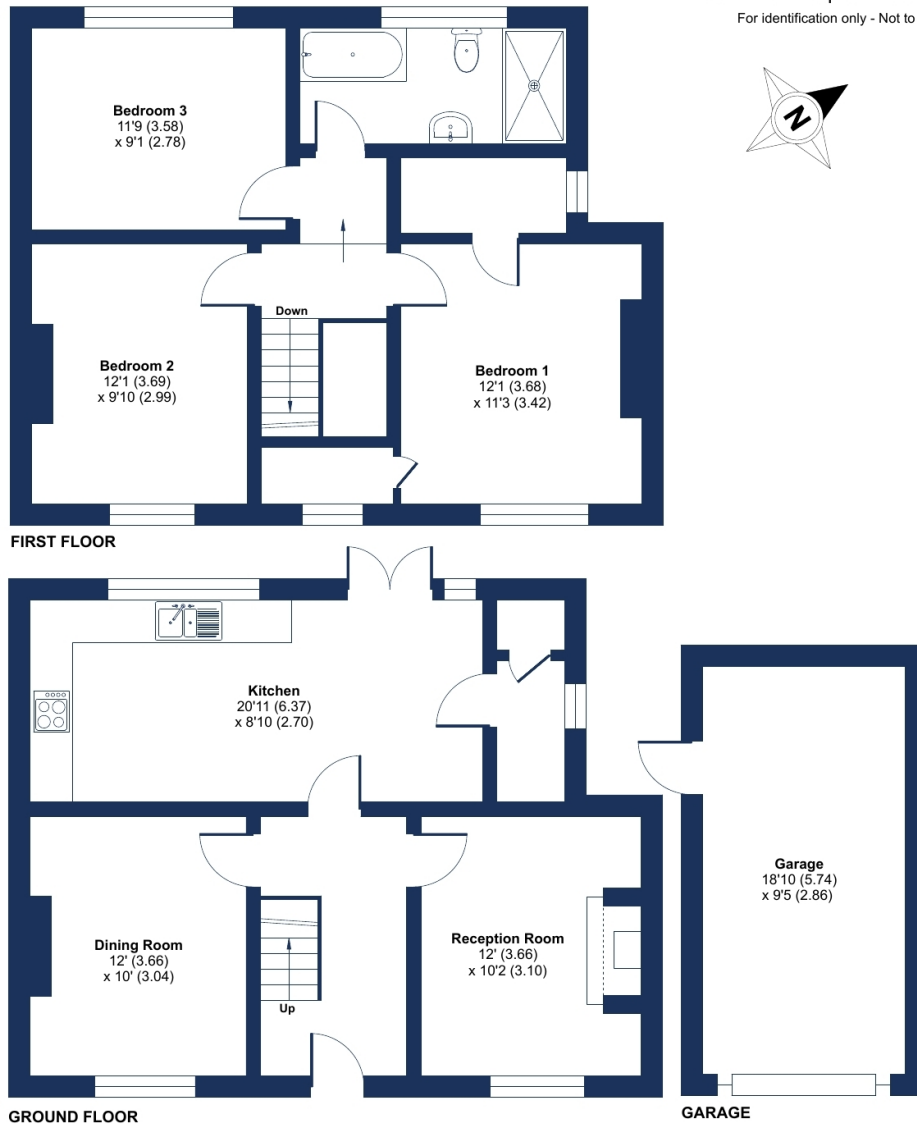 For identification only - Not to
N
Bedroom 3
11'9 (3.58)
x 9'1 (2.78)
Down
Bedroom 2
12'1 (3.69)
x 9'10 (2.99)
Bedroom 1
12'1 (3.68)
x 11'3 (3.42)
FIRST FLOOR
Kitchen
20'11 (6.37)
x 8'10 (2.70)
Dining Room
12' (3.66)
x 10' (3.04)
Up
Reception Room
12' (3.66)
x 10'2 (3.10)
Garage
18'10 (5.74)
x 9'5 (2.86)
GROUND FLOOR
GARAGE